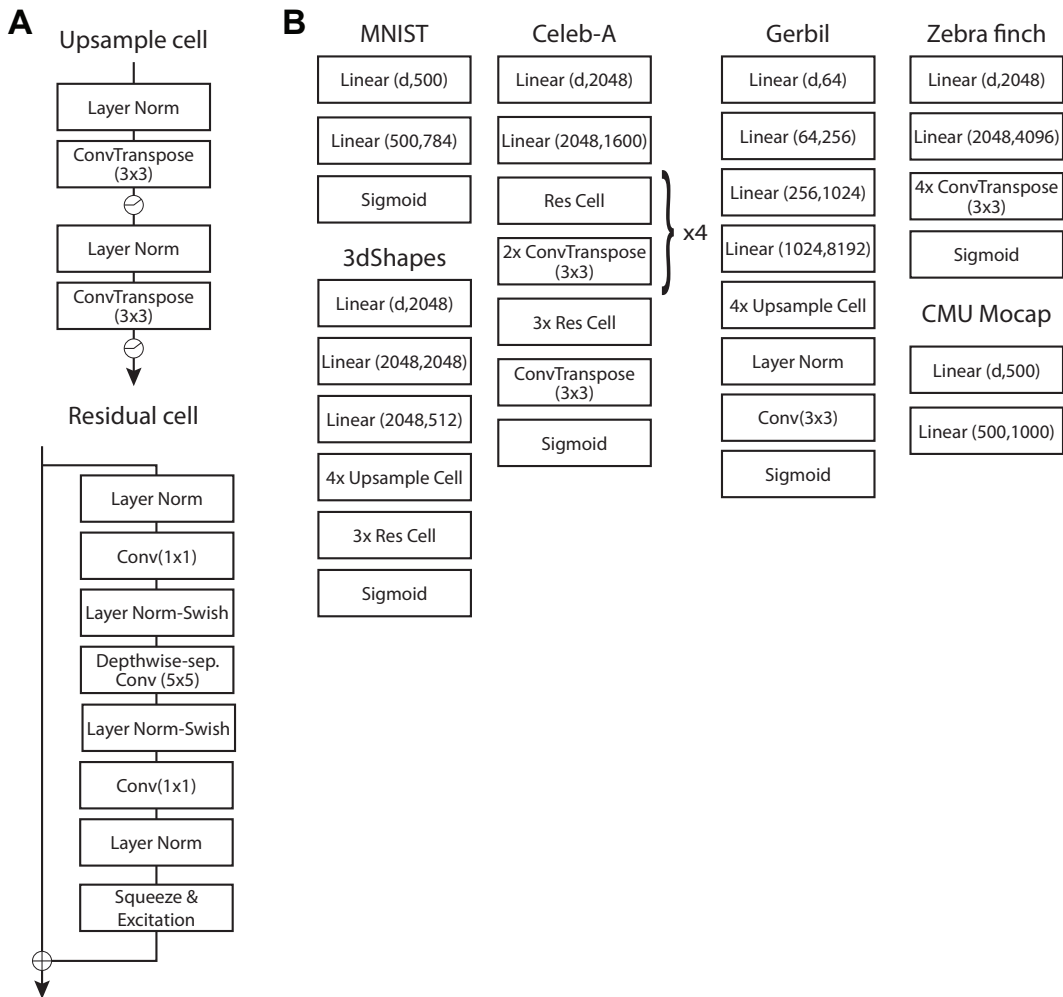 A
Upsample cell
Layer Norm
ConvTranspose
(3x3)
Layer Norm
ConvTranspose
(3x3)
Residual cell
Layer Norm
Conv(1x1)
Layer Norm-Swish
Depthwise-sep.
Conv (5x5)
Layer Norm-Swish
Conv(1x1)
Layer Norm
Squeeze &
Excitation
B
MNIST
Linear (d,500)
Linear (500,784)
Sigmoid
3dShapes
Linear (d,2048)
Linear (2048,2048)
Linear (2048,512)
4x Upsample Cell
3x Res Cell
Sigmoid
Celeb-A
Linear (d,2048)
Linear (2048,1600)
Res Cell
2x ConvTranspose
(3x3)
x4
3x Res Cell
ConvTranspose
(3x3)
Sigmoid
Gerbil
Linear (d,64)
Linear (64,256)
Linear (256,1024)
Linear (1024,8192)
4x Upsample Cell
Layer Norm
Conv(3x3)
Sigmoid
Zebra finch
Linear (d,2048)
Linear (2048,4096)
4x ConvTranspose
(3x3)
Sigmoid
CMU Mocap
Linear (d,500)
Linear (500,1000)